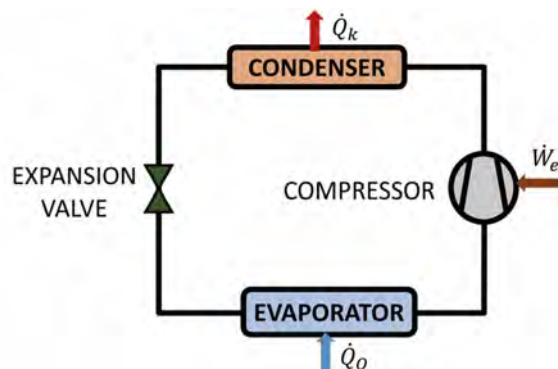 Q̇k
CONDENSER
Ẇe
EXPANSION
VALVE
COMPRESSOR
EVAPORATOR
Q̇O